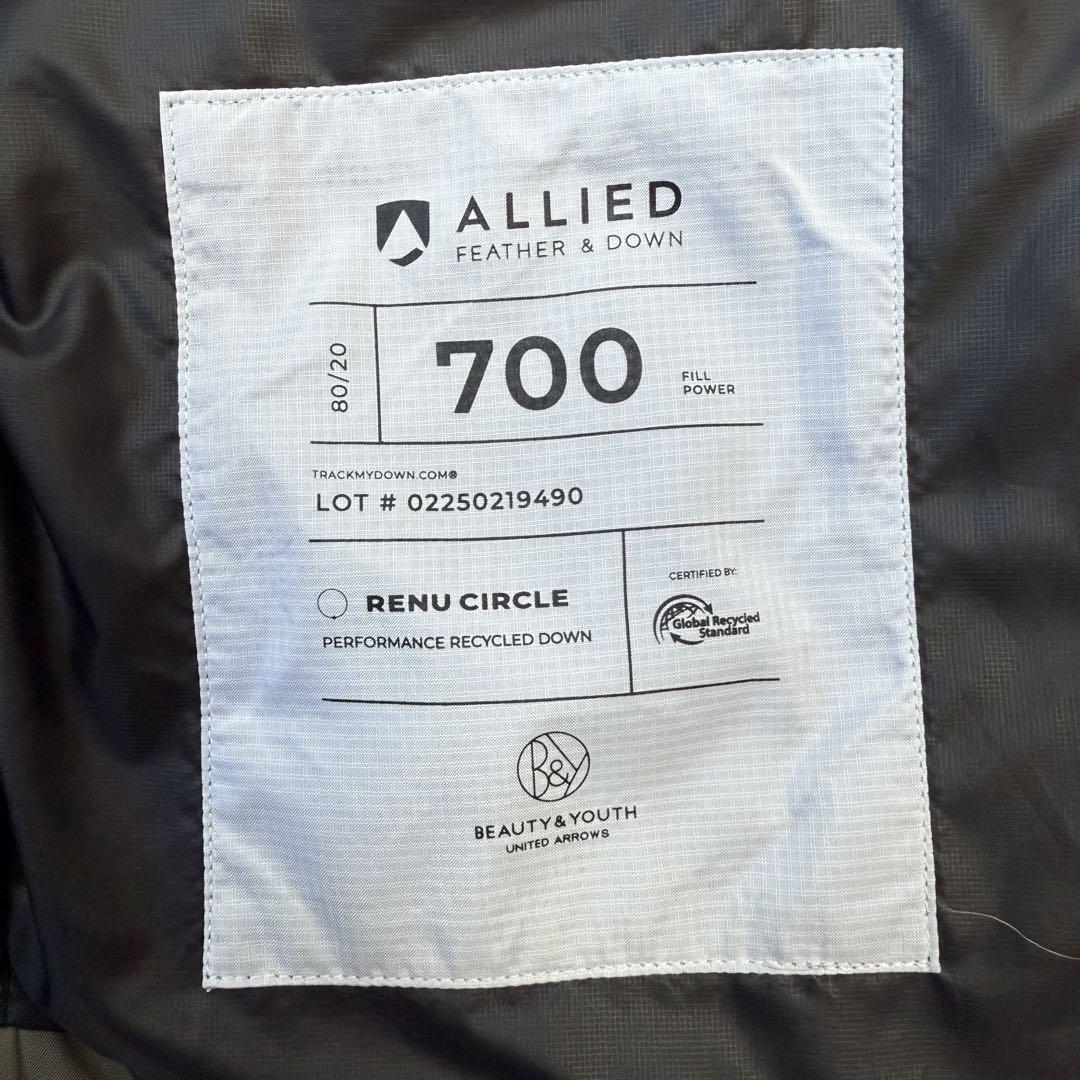 ALLIED
FEATHER & DOWN
80/20
700
FILL
POWER
TRACKMYDOWN.COM®
LOT # 02250219490
RENU CIRCLE
PERFORMANCE RECYCLED DOWN
CERTIFIED BY:
Global Recycled
Standard
B&Y
BEAUTY&YOUTH
UNITED ARROWS